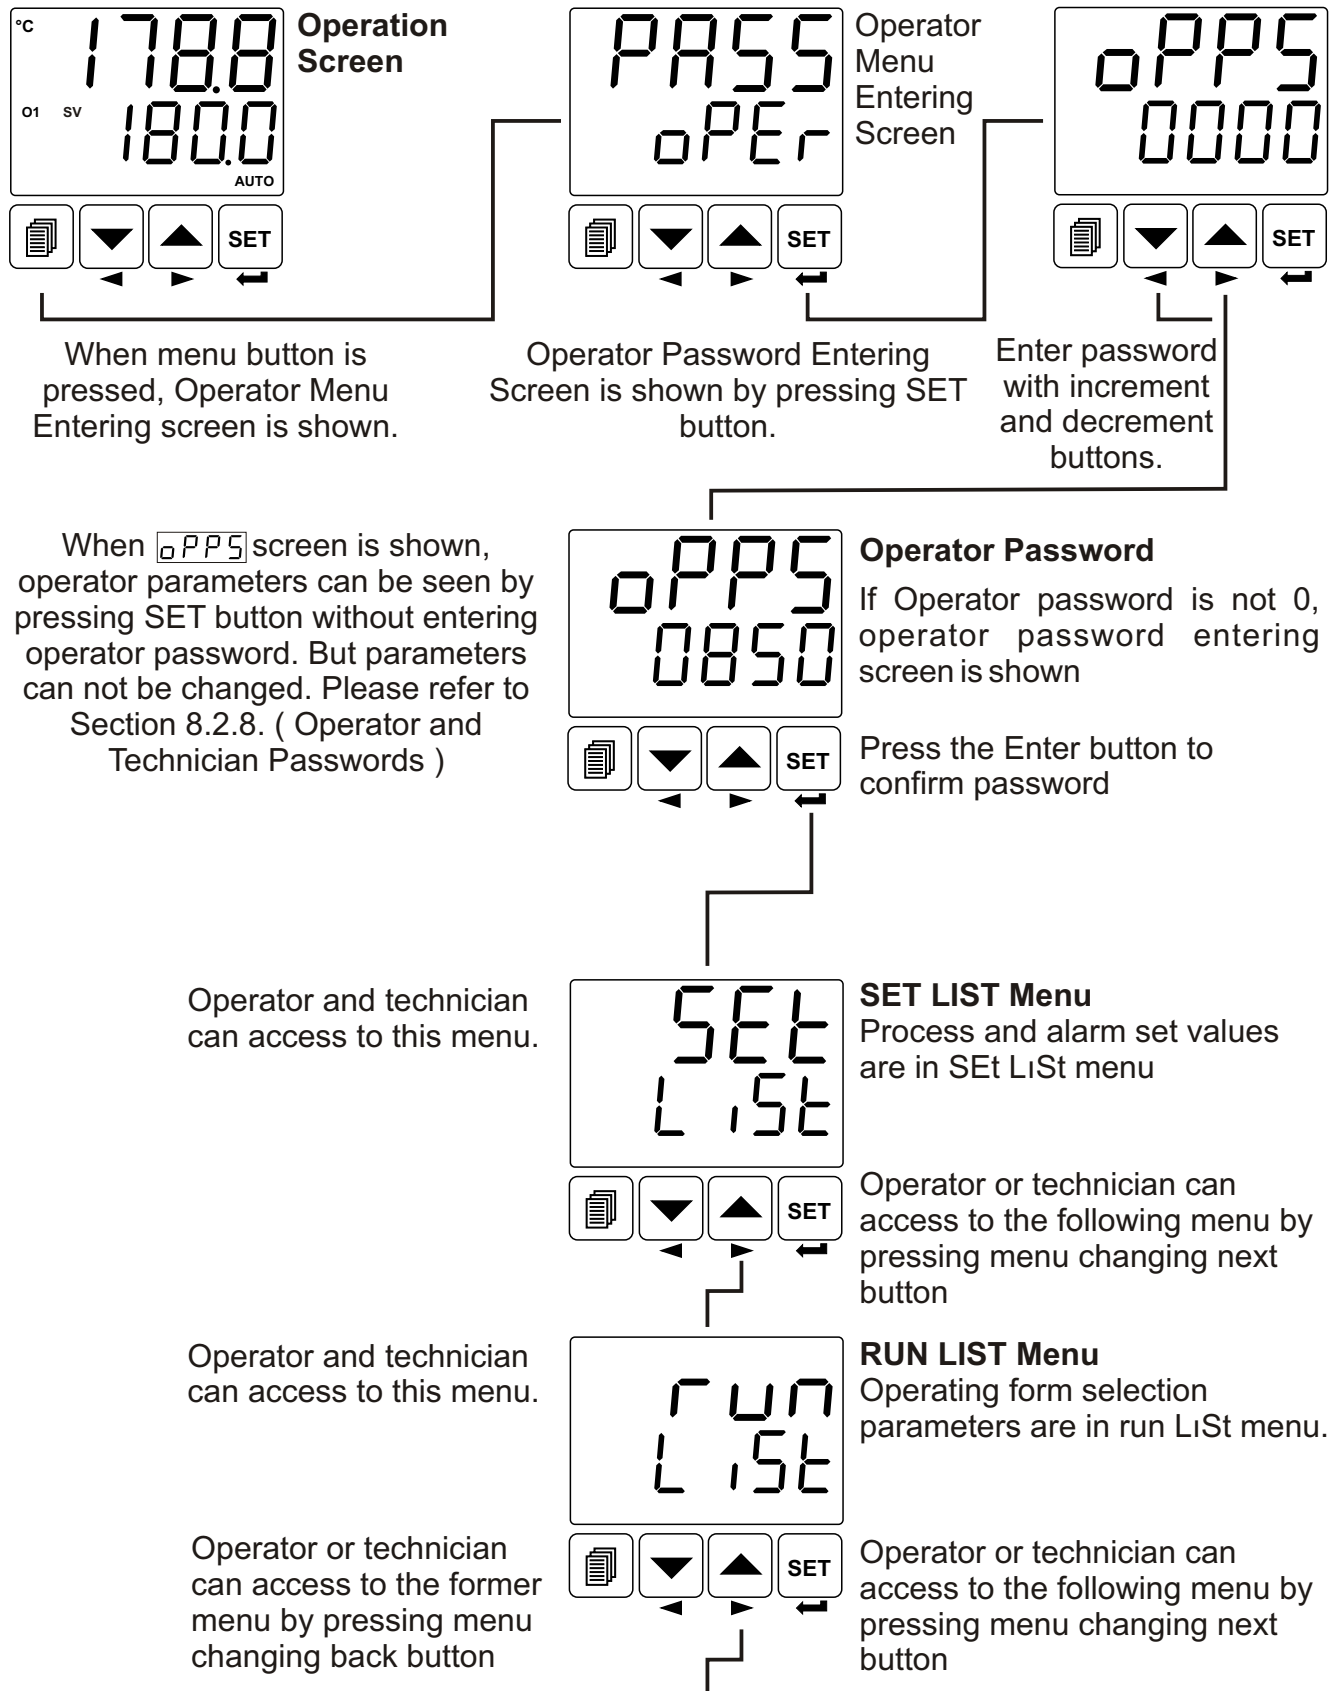 °C
178.8
O1 SV
180.0
AUTO
SET
Operation
Screen
PASS
oPEr
SET
Operator
Menu
Entering
Screen
oPPS
0000
SET
When menu button is
pressed, Operator Menu
Entering screen is shown.
Operator Password Entering
Screen is shown by pressing SET
button.
Enter password
with increment
and decrement
buttons.
When oPPS screen is shown,
operator parameters can be seen by
pressing SET button without entering
operator password. But parameters
can not be changed. Please refer to
Section 8.2.8. ( Operator and
Technician Passwords )
oPPS
0850
SET
Operator Password
If Operator password is not 0,
operator password entering
screen is shown
Press the Enter button to
confirm password
Operator and technician
can access to this menu.
SEt
LıSt
SET
SET LIST Menu
Process and alarm set values
are in SEt LıSt menu
Operator or technician can
access to the following menu by
pressing menu changing next
button
Operator and technician
can access to this menu.
run
LıSt
SET
RUN LIST Menu
Operating form selection
parameters are in run LıSt menu.
Operator or technician
can access to the former
menu by pressing menu
changing back button
Operator or technician can
access to the following menu by
pressing menu changing next
button